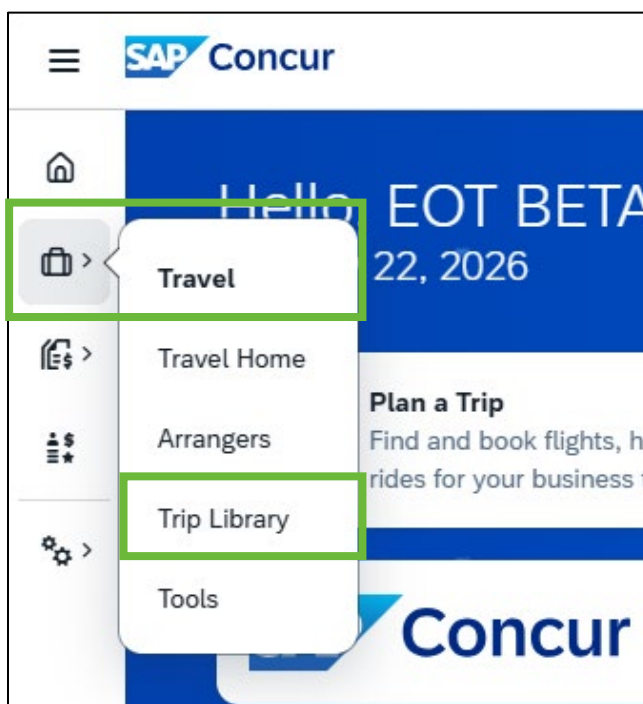 SAP Concur
Hello, EOT BETA
22, 2026
Travel
Travel Home
Arrangers
Trip Library
Tools
Plan a Trip
Find and book flights, h
rides for your business
Concur